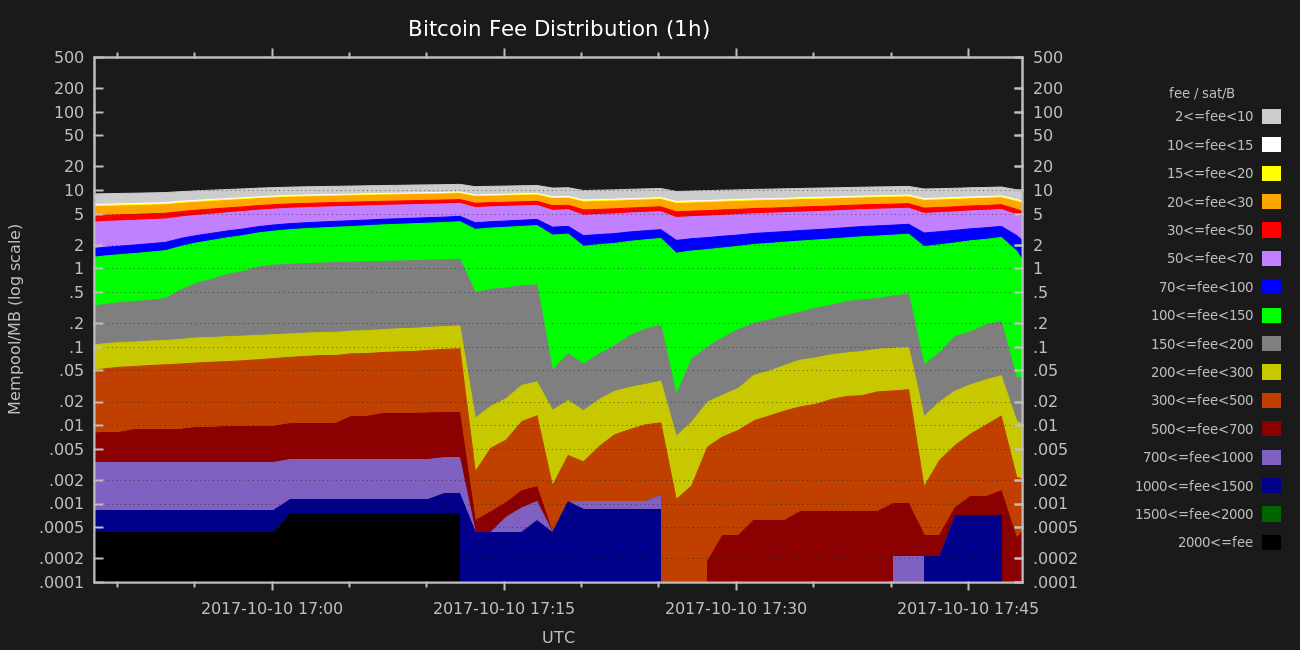 Bitcoin Fee Distribution (1h)
500
200
100
50
20
10
5
2
1
.5
.2
.1
.05
.02
.01
.005
.002
.001
.0005
.0002
.0001
Mempool/MB (log scale)
500
200
100
50
20
10
5
2
1
.5
.2
.1
.05
.02
.01
.005
.002
.001
.0005
.0002
.0001
2017-10-10 17:00
2017-10-10 17:15
2017-10-10 17:30
2017-10-10 17:45
UTC
fee / sat/B
2<=fee<10
10<=fee<15
15<=fee<20
20<=fee<30
30<=fee<50
50<=fee<70
70<=fee<100
100<=fee<150
150<=fee<200
200<=fee<300
300<=fee<500
500<=fee<700
700<=fee<1000
1000<=fee<1500
1500<=fee<2000
2000<=fee